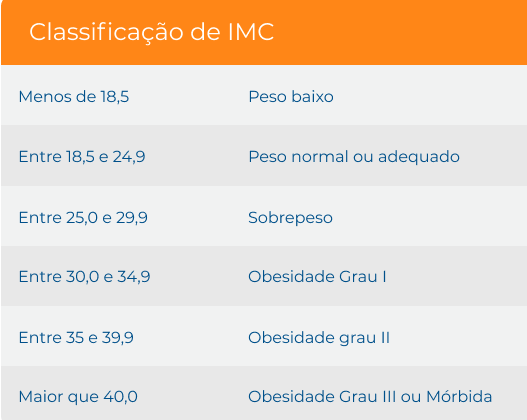 Classificação de IMC
Menos de 18,5 Peso baixo
Entre 18,5 e 24,9 Peso normal ou adequado
Entre 25,0 e 29,9 Sobrepeso
Entre 30,0 e 34,9 Obesidade Grau I
Entre 35 e 39,9 Obesidade grau II
Maior que 40,0 Obesidade Grau III ou Mórbida